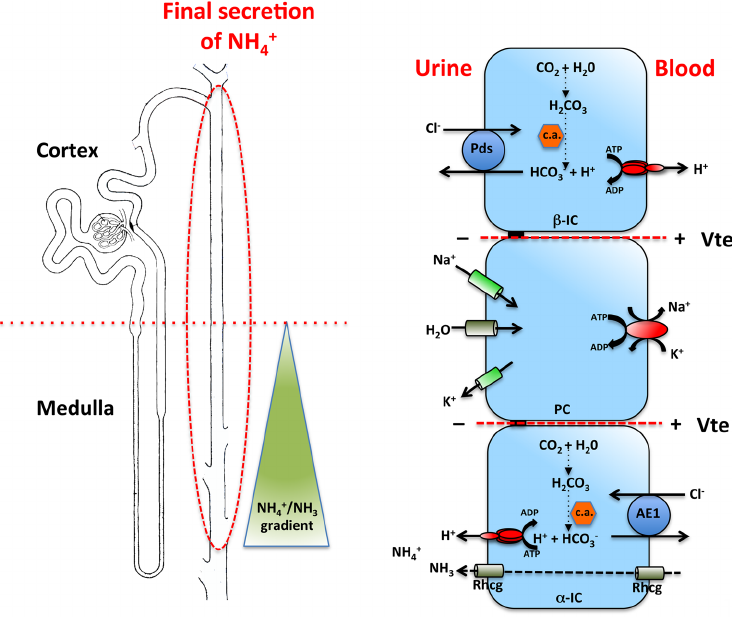 Final secretion
of NH₄⁺
Cortex
Medulla
NH₄⁺/NH₃
gradient
Urine
Blood
CO₂ + H₂0
H₂CO₃
c.a.
HCO₃⁻ + H⁺
Cl⁻
Pds
ATP
ADP
H⁺
β-IC
– + Vte
Na⁺
H₂O
K⁺
ATP
ADP
Na⁺
K⁺
PC
– + Vte
CO₂ + H₂0
H₂CO₃
c.a.
Cl⁻
AE1
ADP
H⁺
H⁺ + HCO₃⁻
ATP
NH₄⁺
NH₃
Rhcg
Rhcg
α-IC